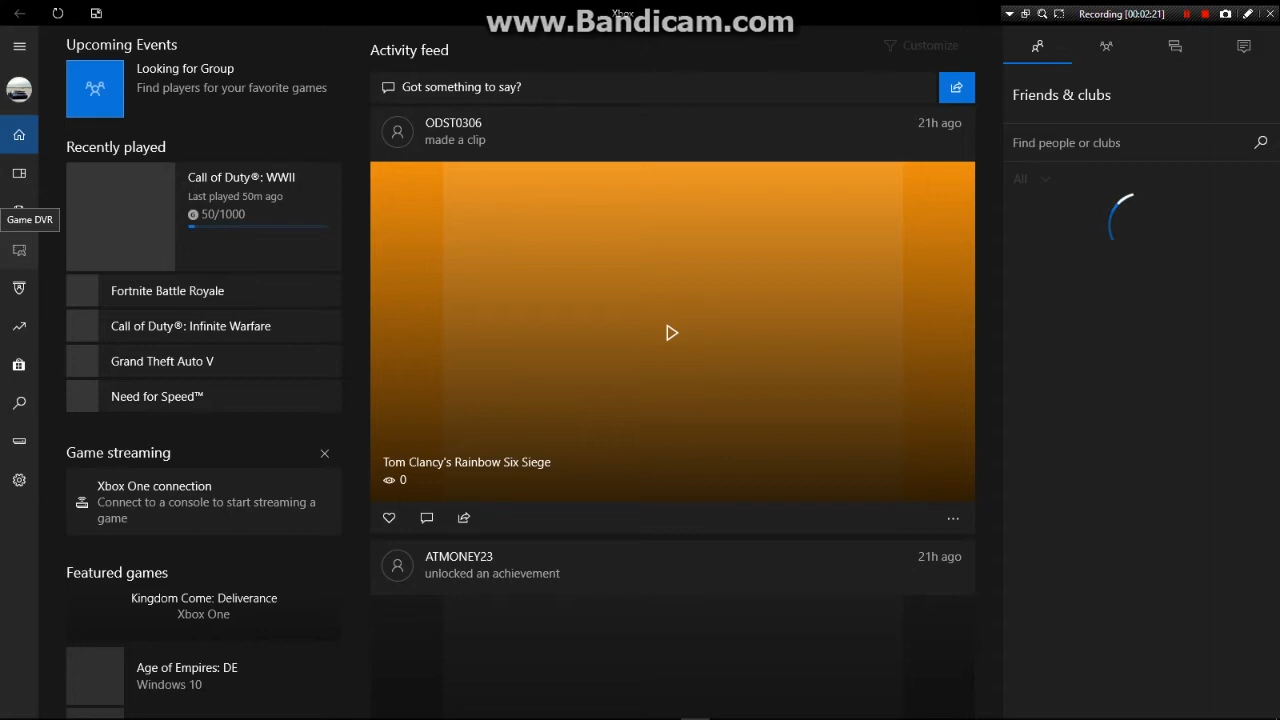 Xbox
www.Bandicam.com
Recording [00:02:21]
Upcoming Events
Looking for Group
Find players for your favorite games
Recently played
Call of Duty®: WWII
Last played 50m ago
G 50/1000
Game DVR
Fortnite Battle Royale
Call of Duty®: Infinite Warfare
Grand Theft Auto V
Need for Speed™
Game streaming
Xbox One connection
Connect to a console to start streaming a
game
Featured games
Kingdom Come: Deliverance
Xbox One
Age of Empires: DE
Windows 10
Activity feed
Customize
Got something to say?
ODST0306
21h ago
made a clip
Tom Clancy's Rainbow Six Siege
0
ATMONEY23
21h ago
unlocked an achievement
Friends & clubs
Find people or clubs
All